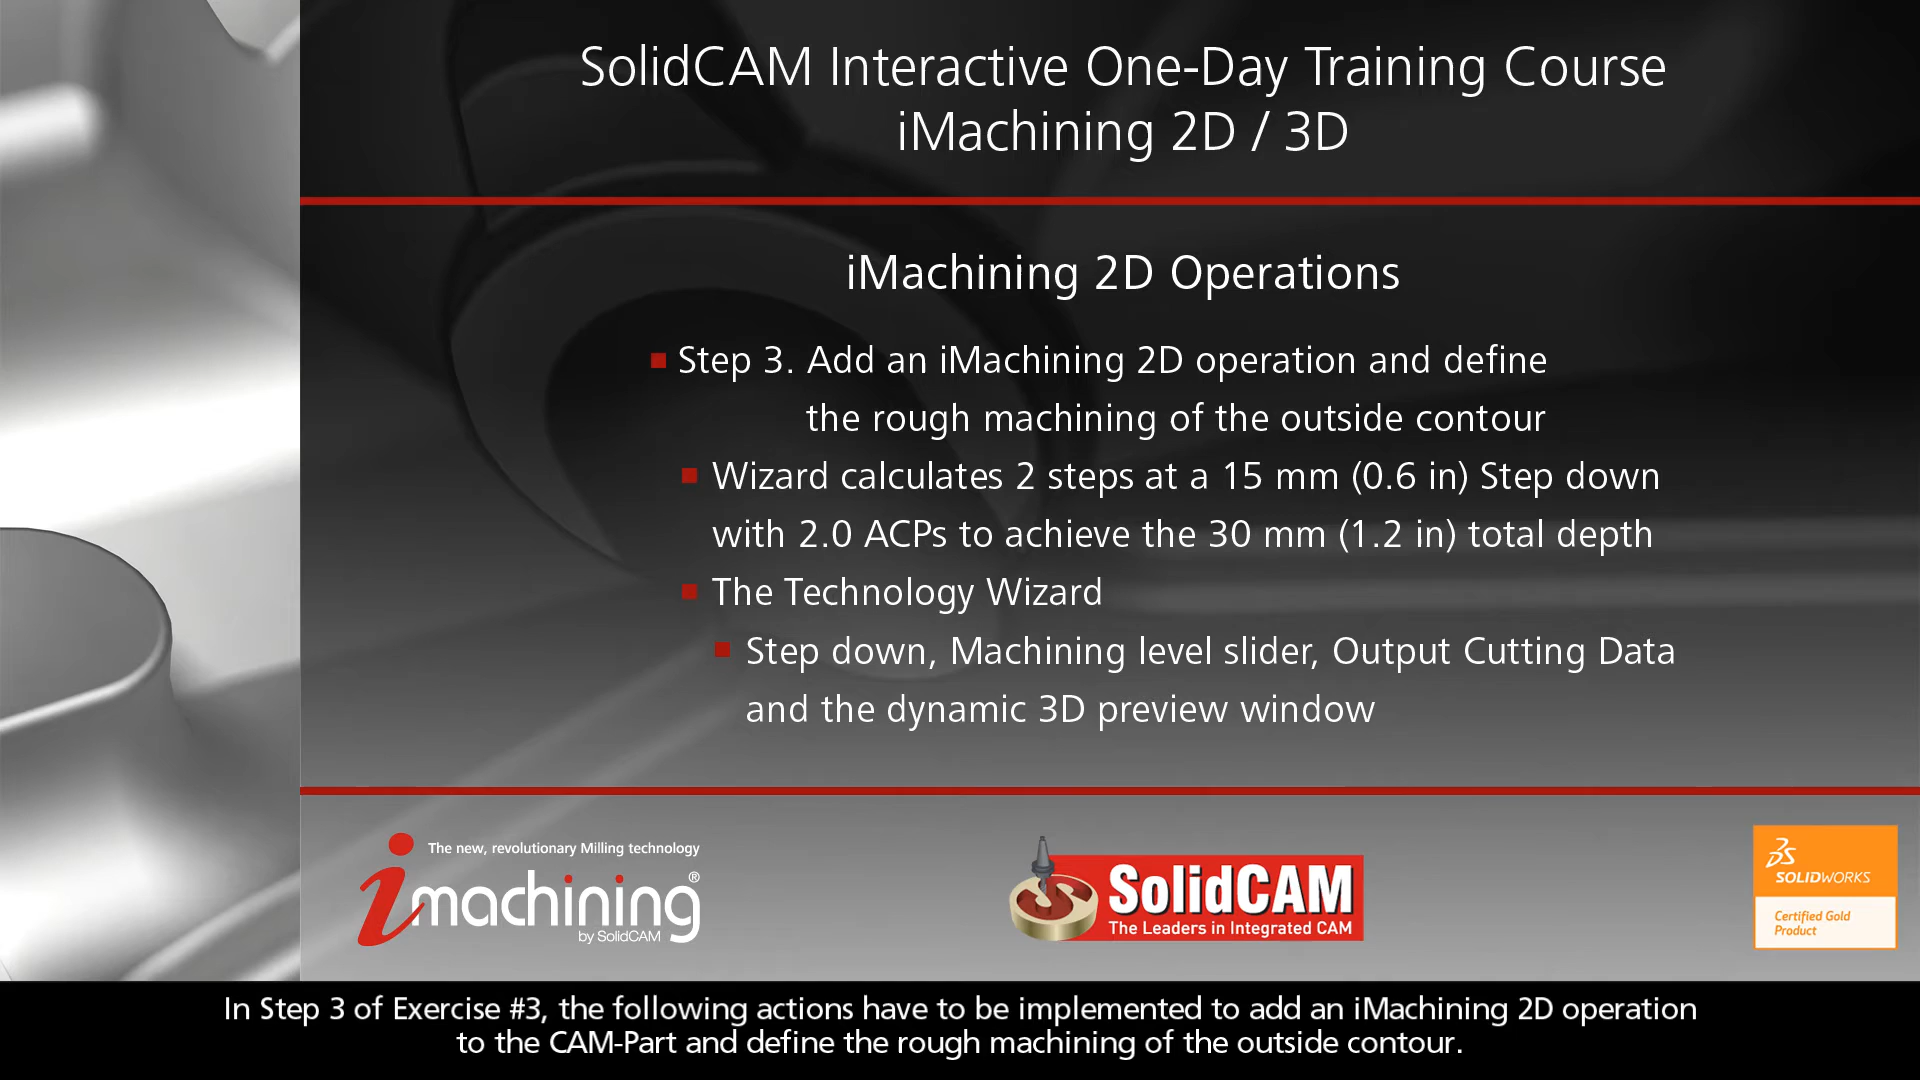 SolidCAM Interactive One-Day Training Course
iMachining 2D / 3D
iMachining 2D Operations
Step 3. Add an iMachining 2D operation and define
the rough machining of the outside contour
Wizard calculates 2 steps at a 15 mm (0.6 in) Step down
with 2.0 ACPs to achieve the 30 mm (1.2 in) total depth
The Technology Wizard
Step down, Machining level slider, Output Cutting Data
and the dynamic 3D preview window
The new, revolutionary Milling technology
imachining®
by SolidCAM
SolidCAM
The Leaders in Integrated CAM
3DS
SOLIDWORKS
Certified Gold
Product
In Step 3 of Exercise #3, the following actions have to be implemented to add an iMachining 2D operation
to the CAM-Part and define the rough machining of the outside contour.